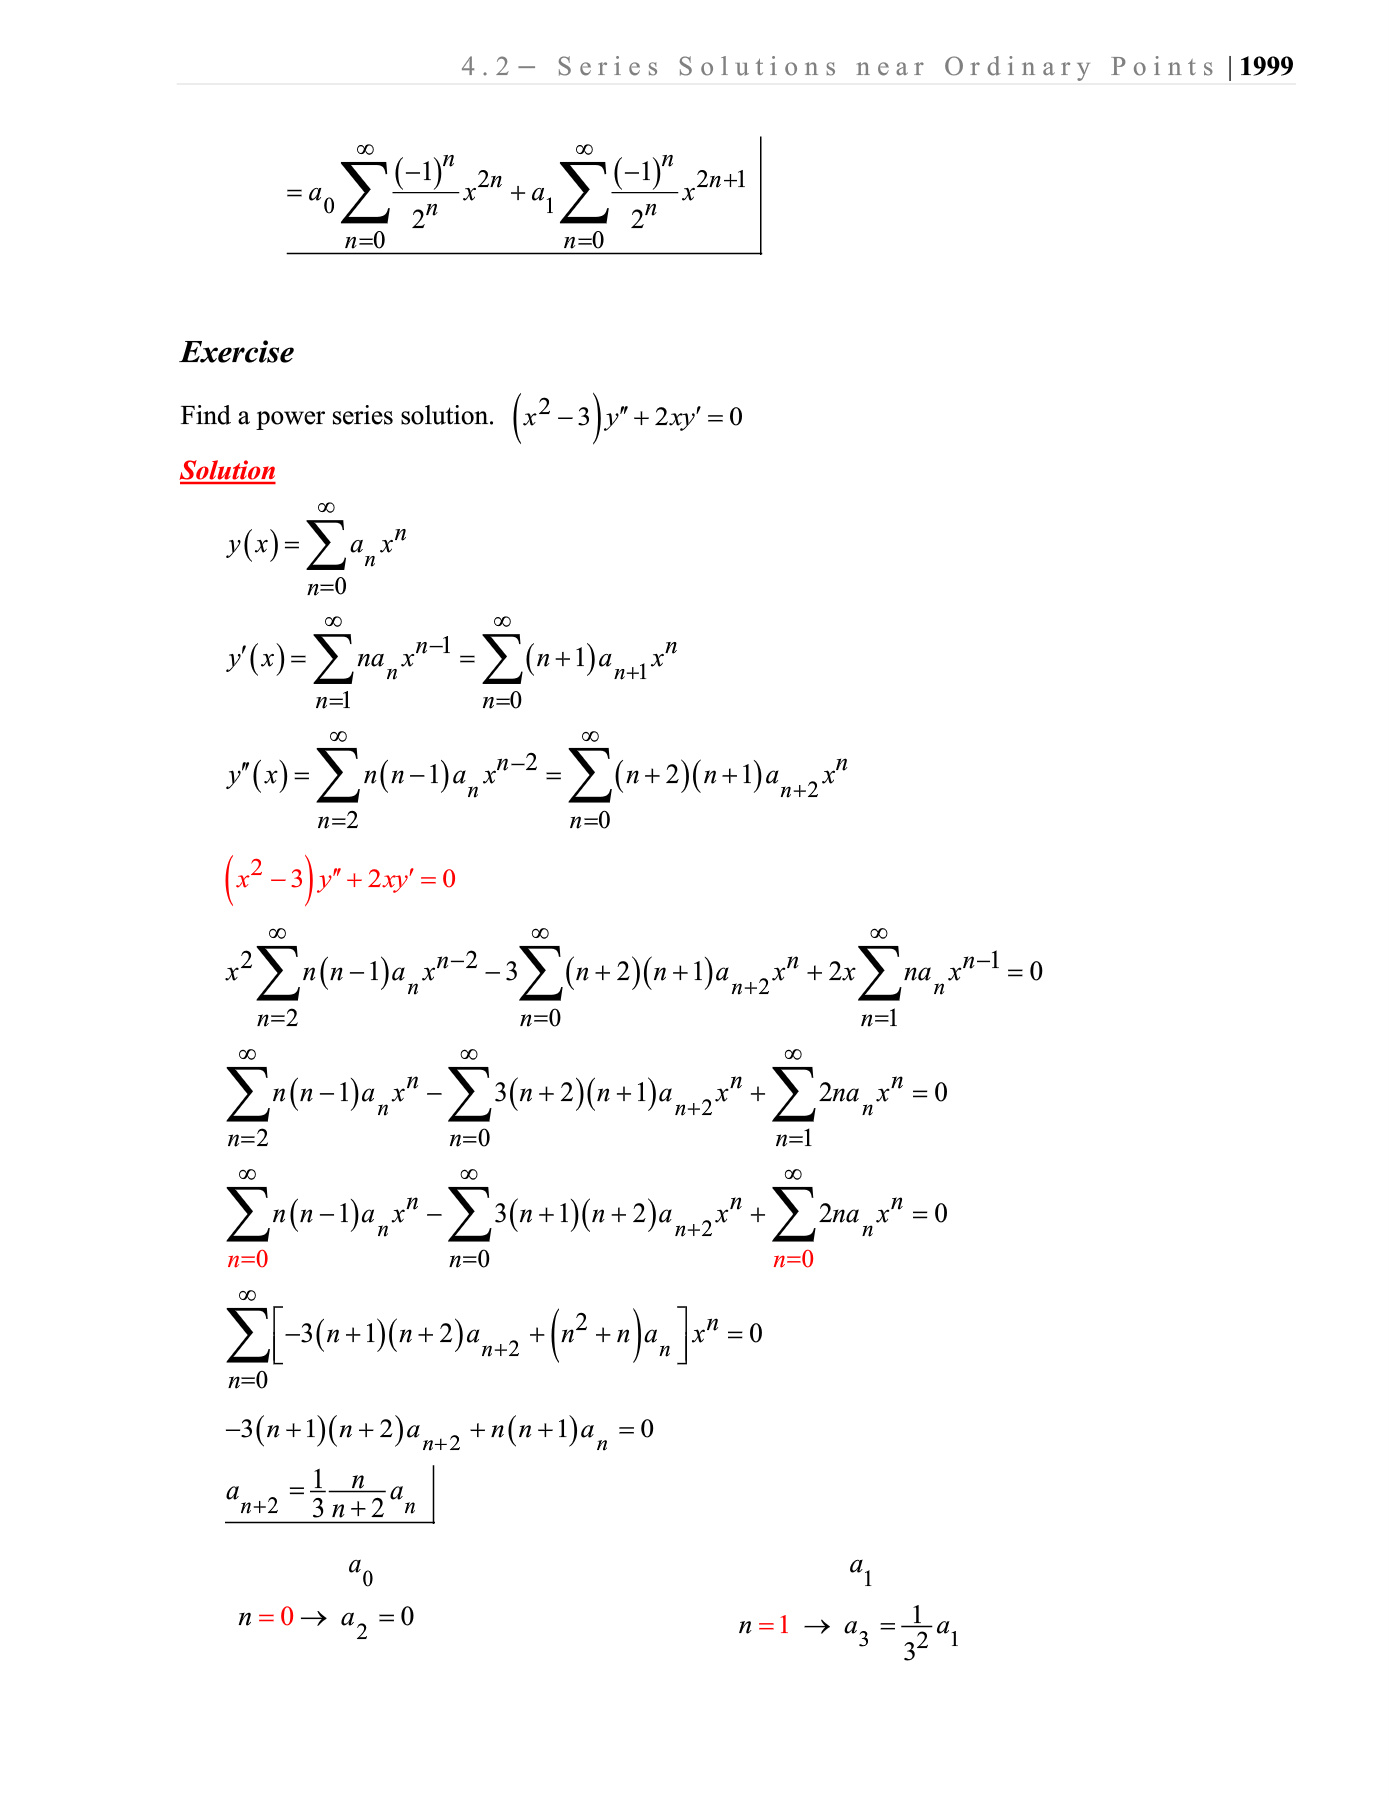 4.2− Series Solutions near Ordinary Points | 1999
= a_0 \sum_{n=0}^{\infty} \frac{(-1)^n}{2^n} x^{2n} + a_1 \sum_{n=0}^{\infty} \frac{(-1)^n}{2^n} x^{2n+1}
Exercise
Find a power series solution. (x^2 − 3) y″ + 2xy′ = 0
Solution
y(x) = \sum_{n=0}^{\infty} a_n x^n
y′(x) = \sum_{n=1}^{\infty} n a_n x^{n-1} = \sum_{n=0}^{\infty} (n+1) a_{n+1} x^n
y″(x) = \sum_{n=2}^{\infty} n(n−1) a_n x^{n-2} = \sum_{n=0}^{\infty} (n+2)(n+1) a_{n+2} x^n
(x^2 − 3) y″ + 2xy′ = 0
x^2 \sum_{n=2}^{\infty} n(n−1) a_n x^{n-2} − 3 \sum_{n=0}^{\infty} (n+2)(n+1) a_{n+2} x^n + 2x \sum_{n=1}^{\infty} n a_n x^{n-1} = 0
\sum_{n=2}^{\infty} n(n−1) a_n x^n − \sum_{n=0}^{\infty} 3(n+2)(n+1) a_{n+2} x^n + \sum_{n=1}^{\infty} 2n a_n x^n = 0
\sum_{n=0}^{\infty} n(n−1) a_n x^n − \sum_{n=0}^{\infty} 3(n+1)(n+2) a_{n+2} x^n + \sum_{n=0}^{\infty} 2n a_n x^n = 0
\sum_{n=0}^{\infty} [−3(n+1)(n+2) a_{n+2} + (n^2 + n) a_n] x^n = 0
−3(n+1)(n+2) a_{n+2} + n(n+1) a_n = 0
a_{n+2} = \frac{1}{3} \frac{n}{n+2} a_n
a_0 a_1
n = 0 → a_2 = 0 n = 1 → a_3 = \frac{1}{3^2} a_1